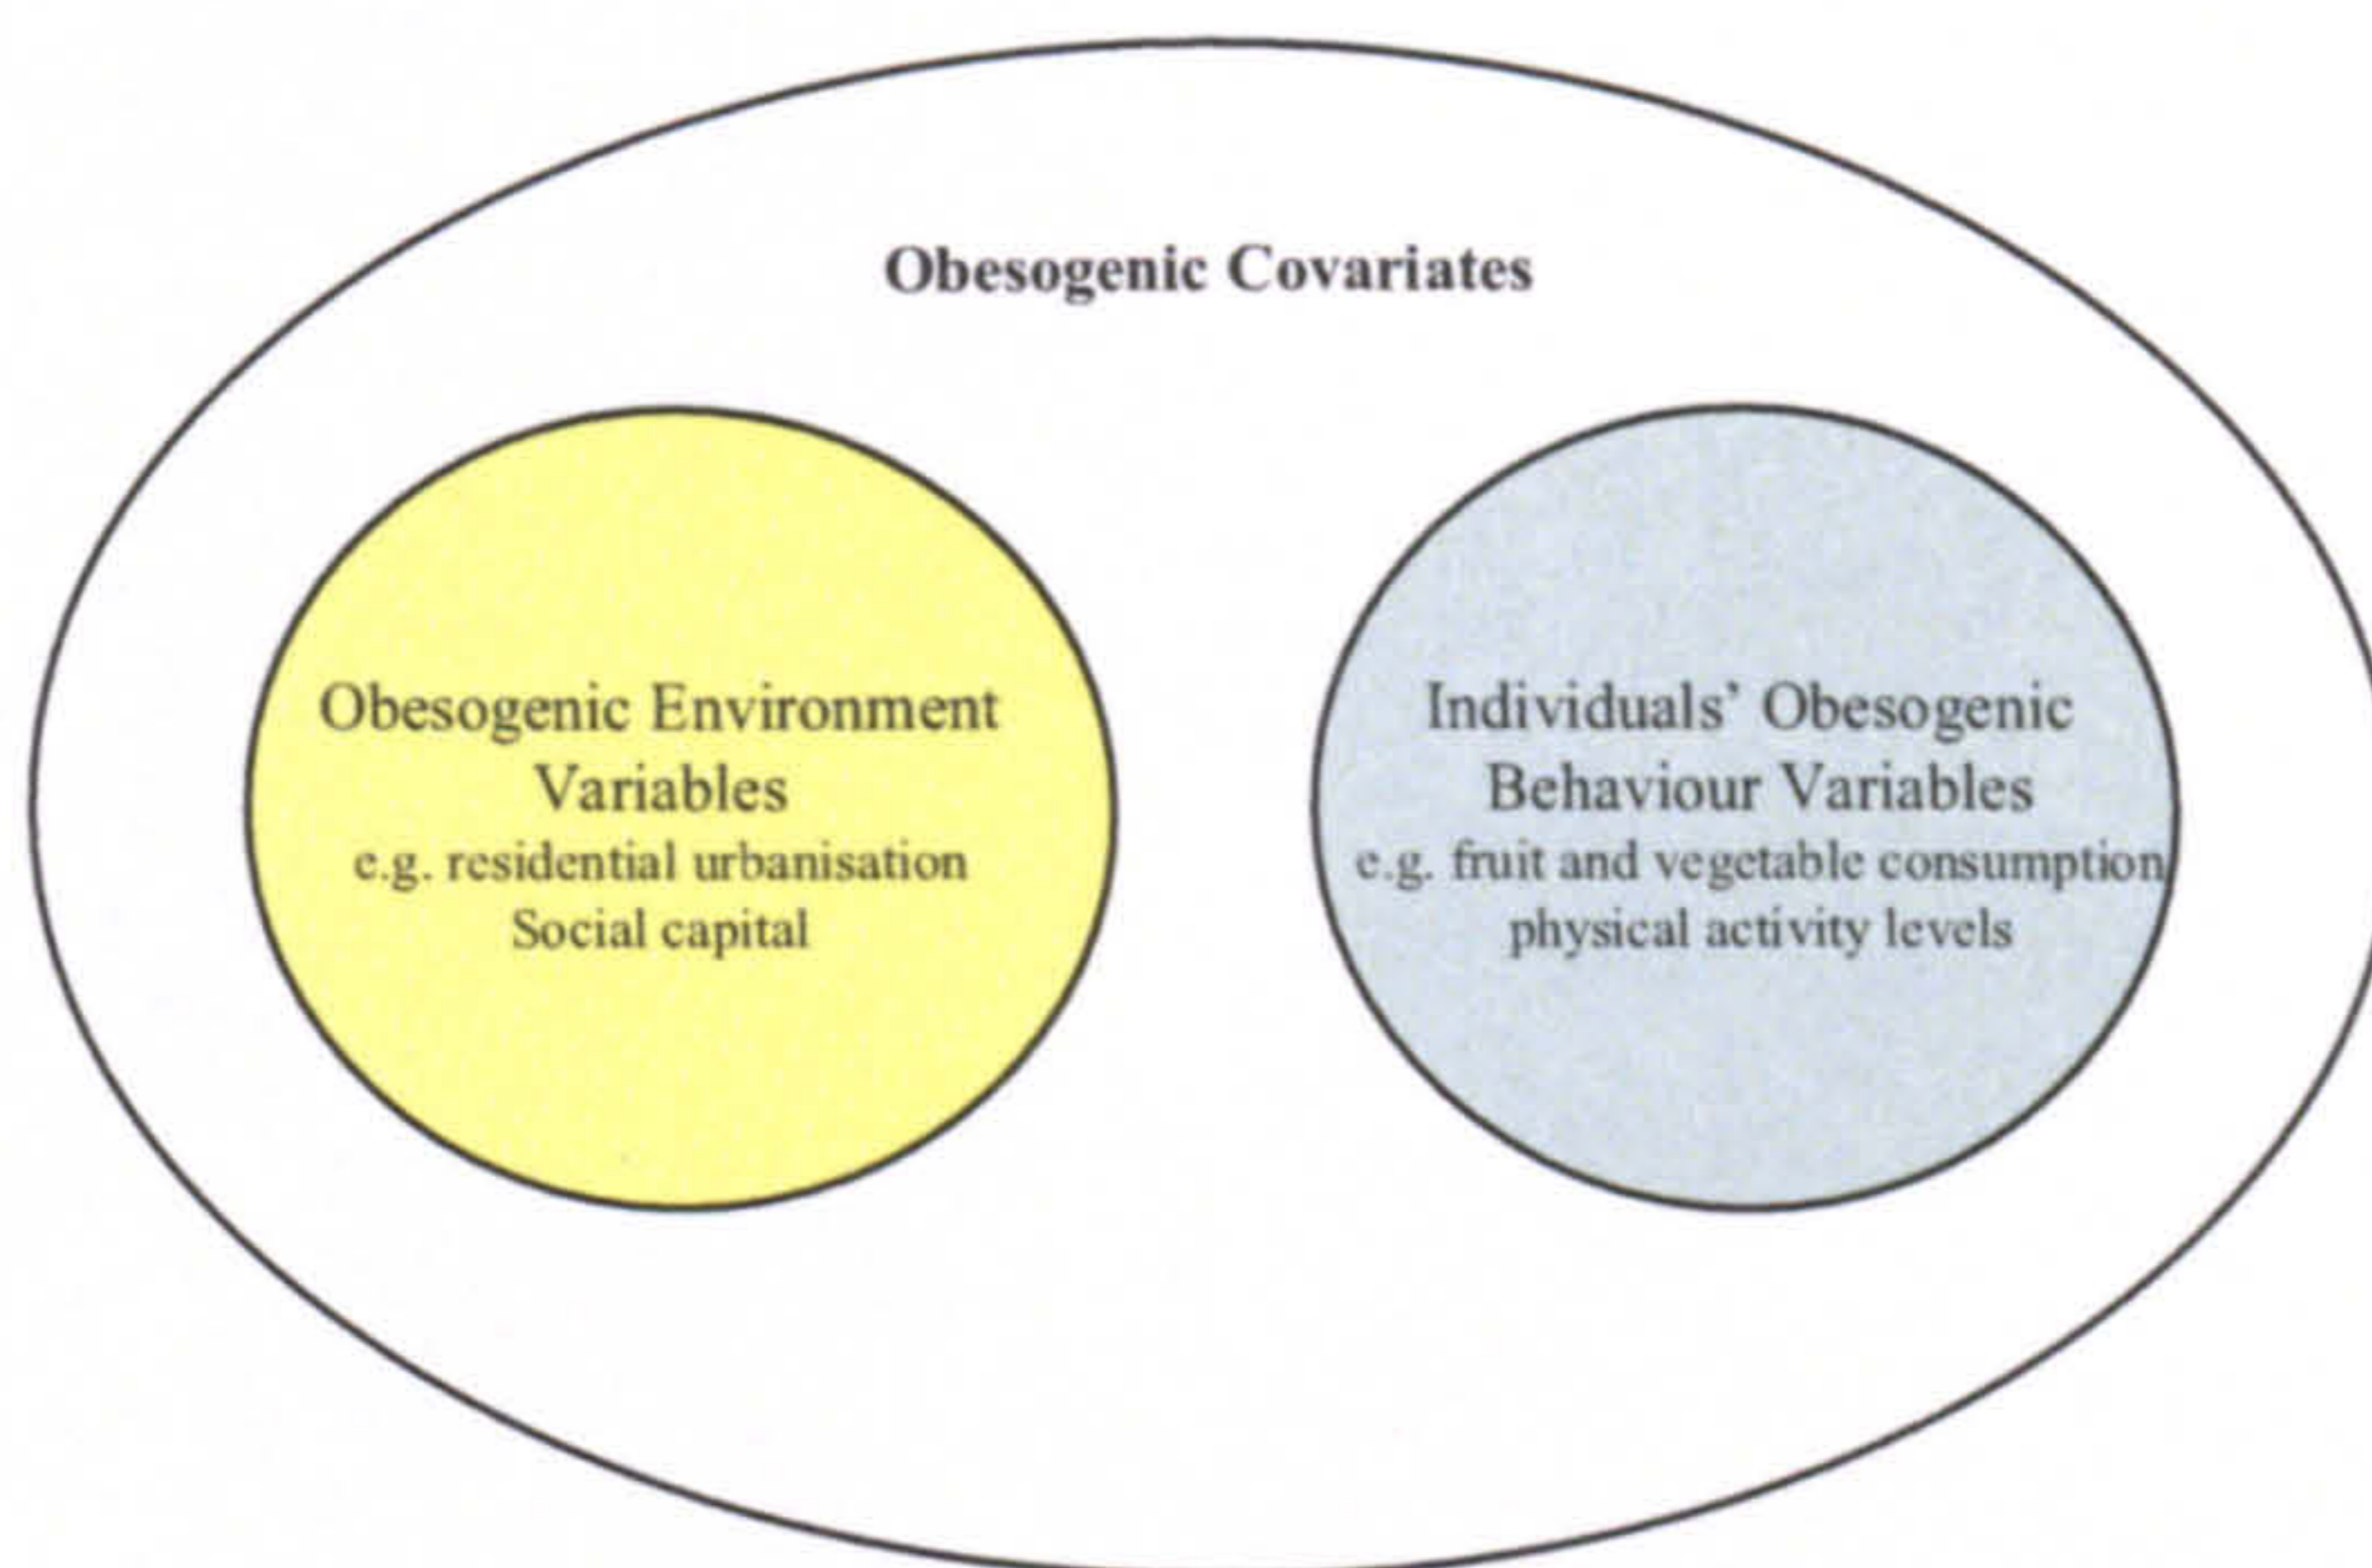 Obesogenic Covariates
Obesogenic Environment
Variables
e.g. residential urbanisation
Social capital
Individuals’ Obesogenic
Behaviour Variables
e.g. fruit and vegetable consumption
physical activity levels